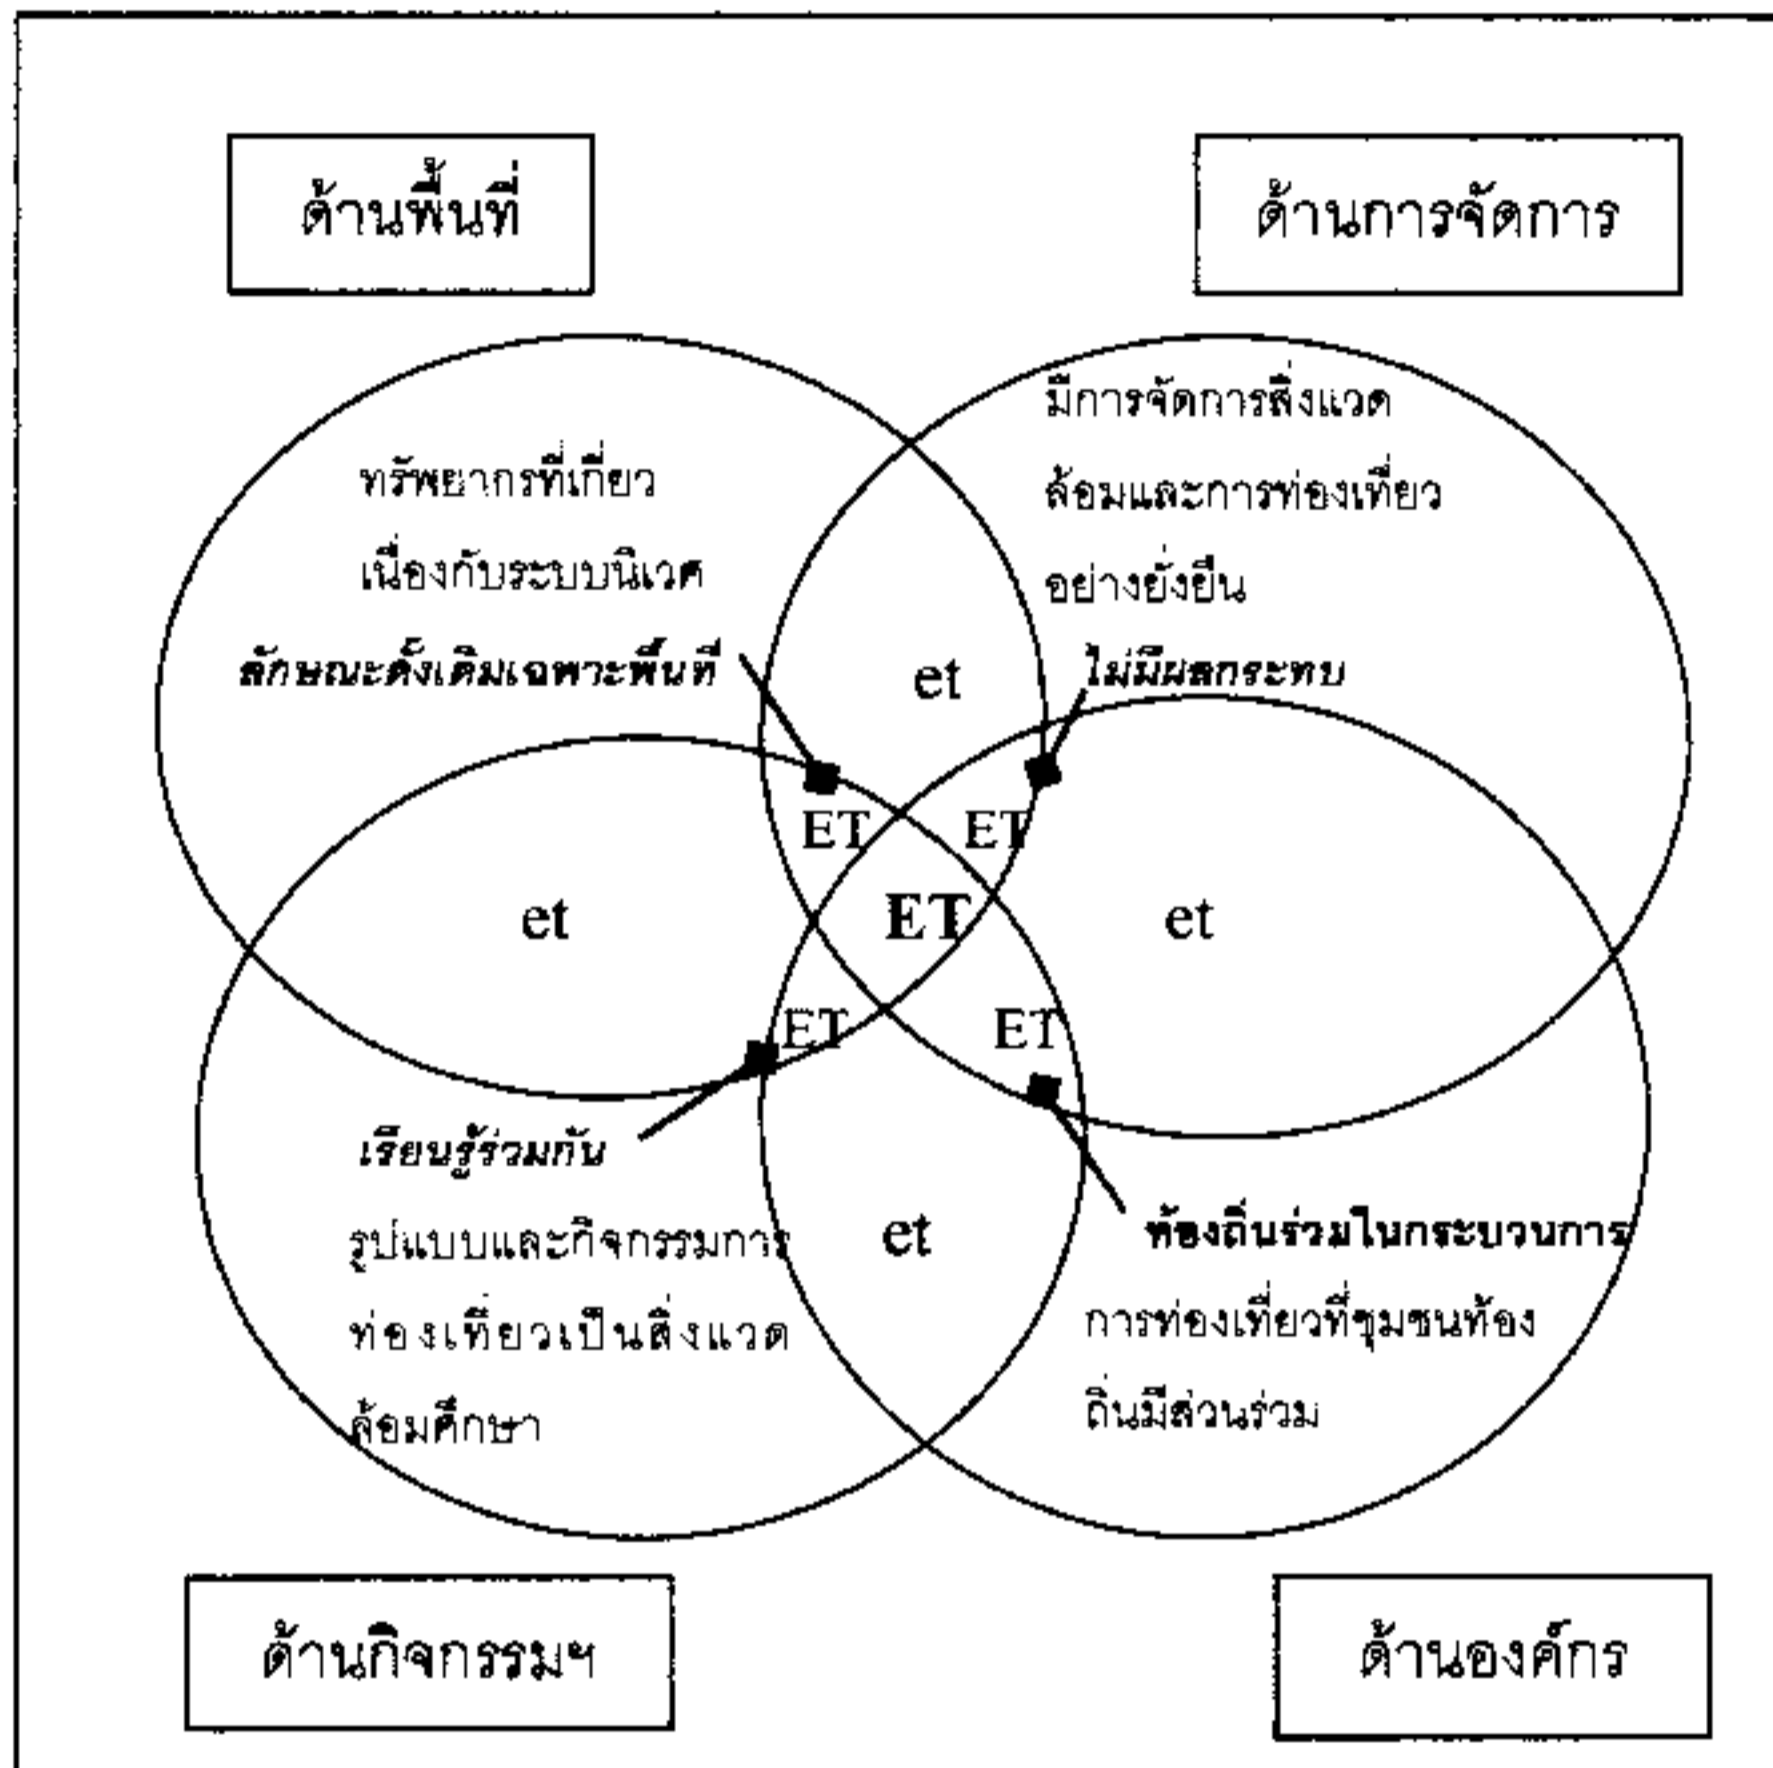 ด้านพื้นที่
ด้านการจัดการ
ทรัพยากรที่เกี่ยว
เนื่องกับระบบนิเวศ
ลักษณะดั้งเดิมเฉพาะพื้นที่
มีการจัดการสิ่งแวด
ล้อมและการท่องเที่ยว
อย่างยั่งยืน
ไม่มีผลกระทบ
et
ET
ET
et
ET
et
ET
ET
เรียนรู้ร่วมกัน
รูปแบบและกิจกรรมการ
ท่องเที่ยวเป็นสิ่งแวด
ล้อมศึกษา
et
ท้องถิ่นร่วมในกระบวนการ
การท่องเที่ยวที่ชุมชนท้อง
ถิ่นมีส่วนร่วม
ด้านกิจกรรมฯ
ด้านองค์กร